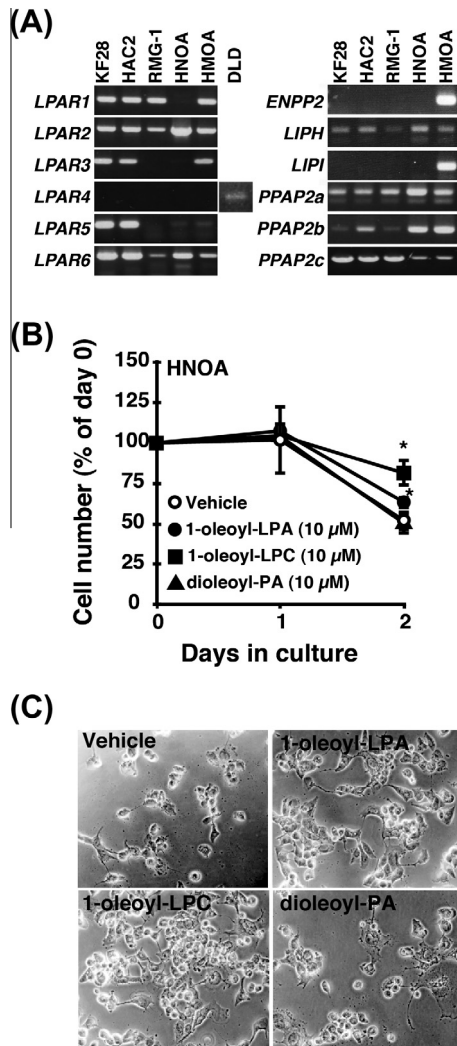 (A)
KF28 HAC2 RMG-1 HNOA HMOA DLD
LPAR1
LPAR2
LPAR3
LPAR4
LPAR5
LPAR6
KF28 HAC2 RMG-1 HNOA HMOA
ENPP2
LIPH
LIPI
PPAP2a
PPAP2b
PPAP2c
(B)
Cell number (% of day 0)
150
125
100
75
50
25
0
HNOA
*
*
Vehicle
1-oleoyl-LPA (10 µM)
1-oleoyl-LPC (10 µM)
dioleoyl-PA (10 µM)
0 1 2
Days in culture
(C)
Vehicle 1-oleoyl-LPA
1-oleoyl-LPC dioleoyl-PA